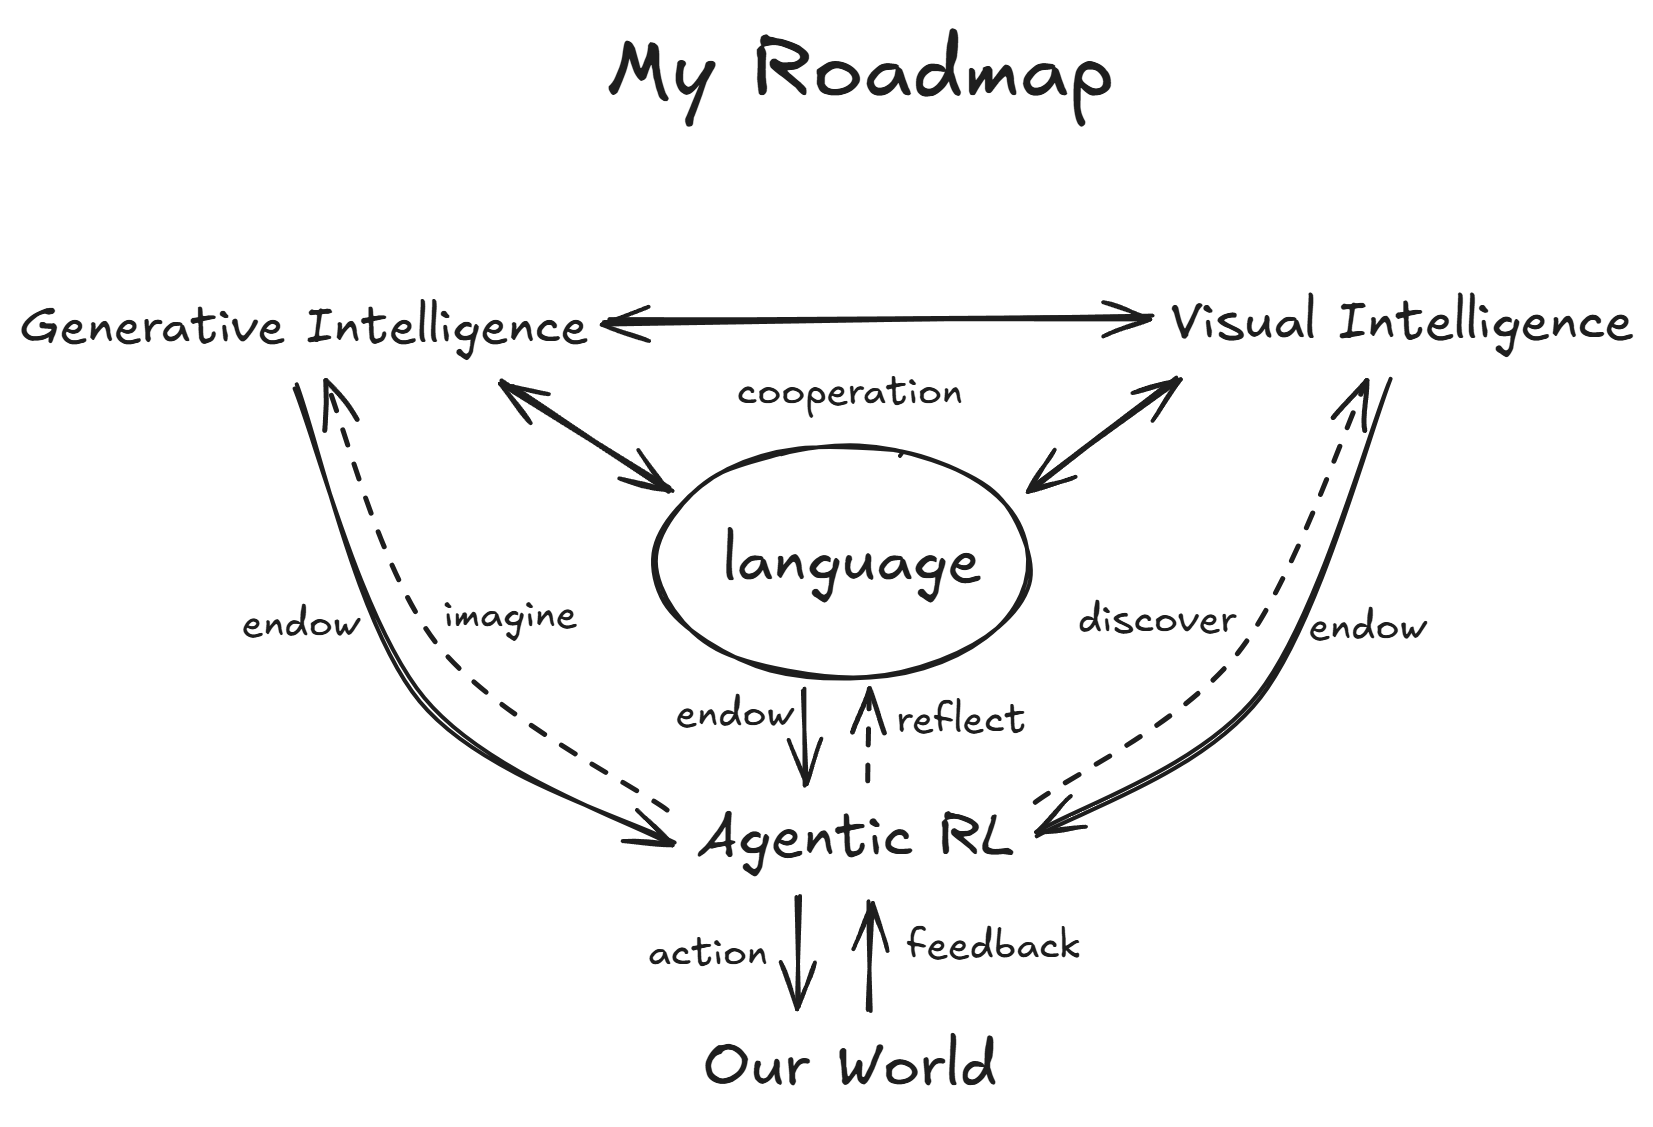 My Roadmap
Generative Intelligence
Visual Intelligence
cooperation
language
endow
imagine
discover
endow
endow
reflect
Agentic RL
action
feedback
Our World